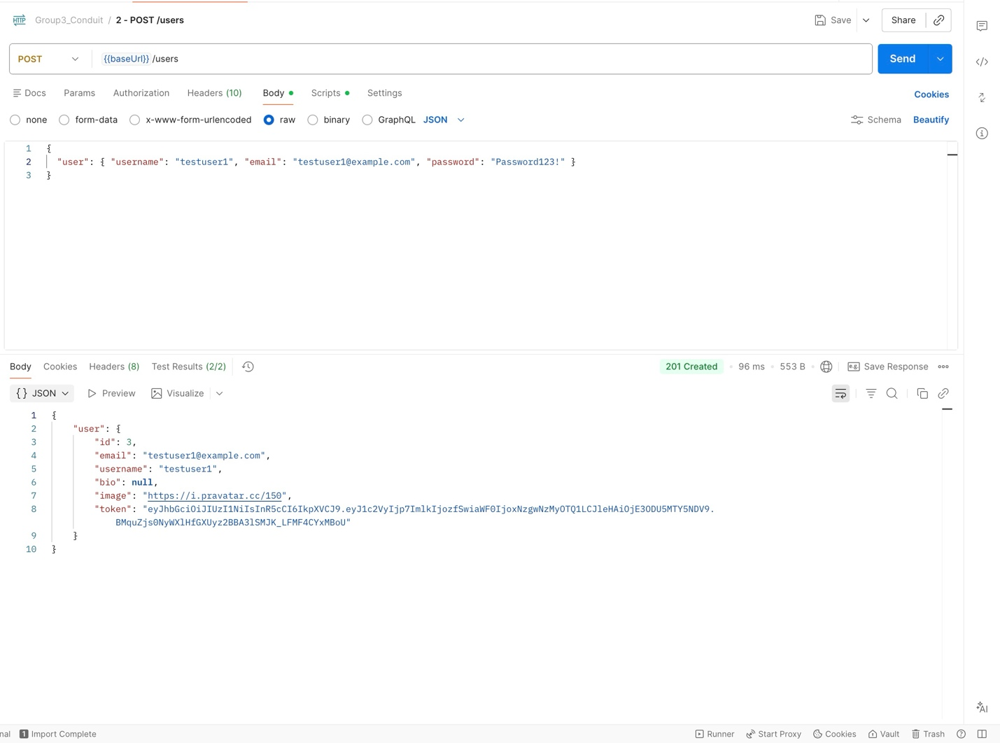 HTTP Group3_Conduit / 2 - POST /users Save Share
POST {{baseUrl}} /users Send
Docs Params Authorization Headers (10) Body Scripts Settings Cookies
none form-data x-www-form-urlencoded raw binary GraphQL JSON Schema Beautify
1 {
2 "user": { "username": "testuser1", "email": "testuser1@example.com", "password": "Password123!" }
3 }
Body Cookies Headers (8) Test Results (2/2) 201 Created 96 ms 553 B e.g. Save Response
{} JSON Preview Visualize
1 {
2 "user": {
3 "id": 3,
4 "email": "testuser1@example.com",
5 "username": "testuser1",
6 "bio": null,
7 "image": "https://i.pravatar.cc/150",
8 "token": "eyJhbGciOiJIUzI1NiIsInR5cCI6IkpXVCJ9.eyJ1c2VyIjp7ImlkIjozfSwiaWF0IjoxNzgwNzMyOTQ1LCJleHAiOjE3ODU5MTY5NDV9.
BMquZjs0NyWXlHfGXUyz2BBA3lSMJK_LFMF4CYxMBoU"
9 }
10 }
AI
nal 1 Import Complete Runner Start Proxy Cookies Vault Trash